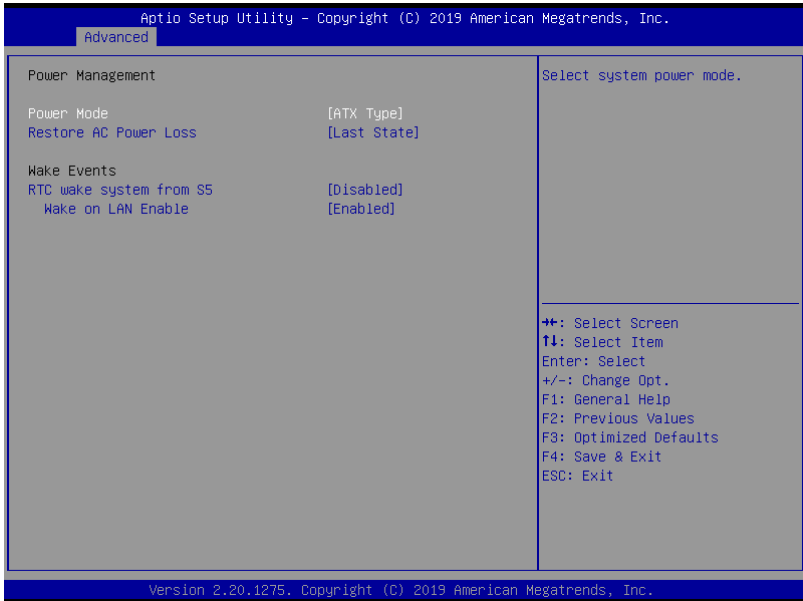 Aptio Setup Utility – Copyright (C) 2019 American Megatrends, Inc.
Advanced
Power Management
Power Mode [ATX Type]
Restore AC Power Loss [Last State]
Wake Events
RTC wake system from S5 [Disabled]
Wake on LAN Enable [Enabled]
Select system power mode.
→←: Select Screen
↑↓: Select Item
Enter: Select
+/-: Change Opt.
F1: General Help
F2: Previous Values
F3: Optimized Defaults
F4: Save & Exit
ESC: Exit
Version 2.20.1275. Copyright (C) 2019 American Megatrends, Inc.